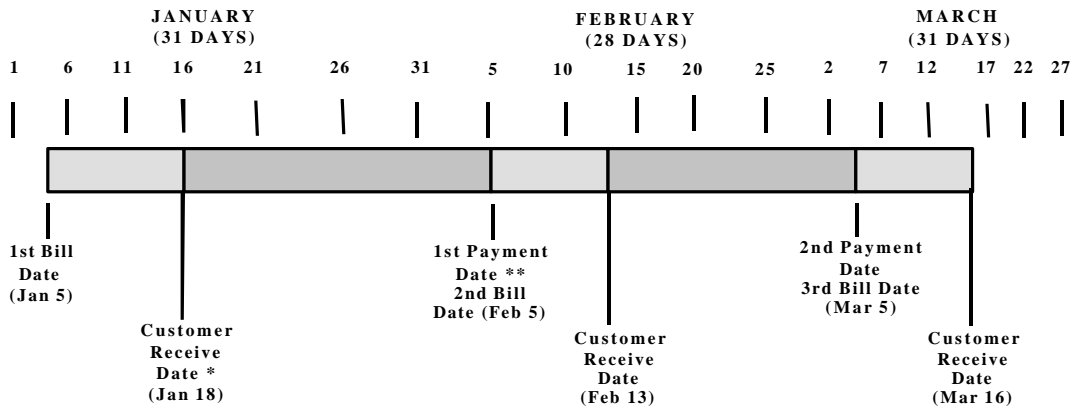 JANUARY
(31 DAYS)
FEBRUARY
(28 DAYS)
MARCH
(31 DAYS)
1 6 11 16 21 26 31 5 10 15 20 25 2 7 12 17 22 27
1st Bill
Date
(Jan 5)
1st Payment
Date **
2nd Bill
Date (Feb 5)
2nd Payment
Date
3rd Bill Date
(Mar 5)
Customer
Receive
Date *
(Jan 18)
Customer
Receive
Date
(Feb 13)
Customer
Receive
Date
(Mar 16)